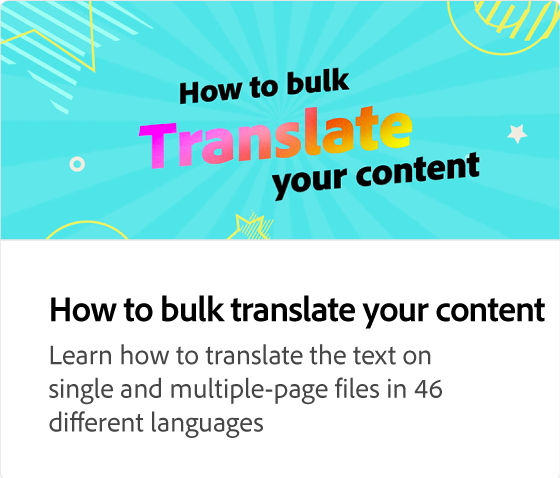 How to bulk
Translate
your content
How to bulk translate your content
Learn how to translate the text on
single and multiple-page files in 46
different languages